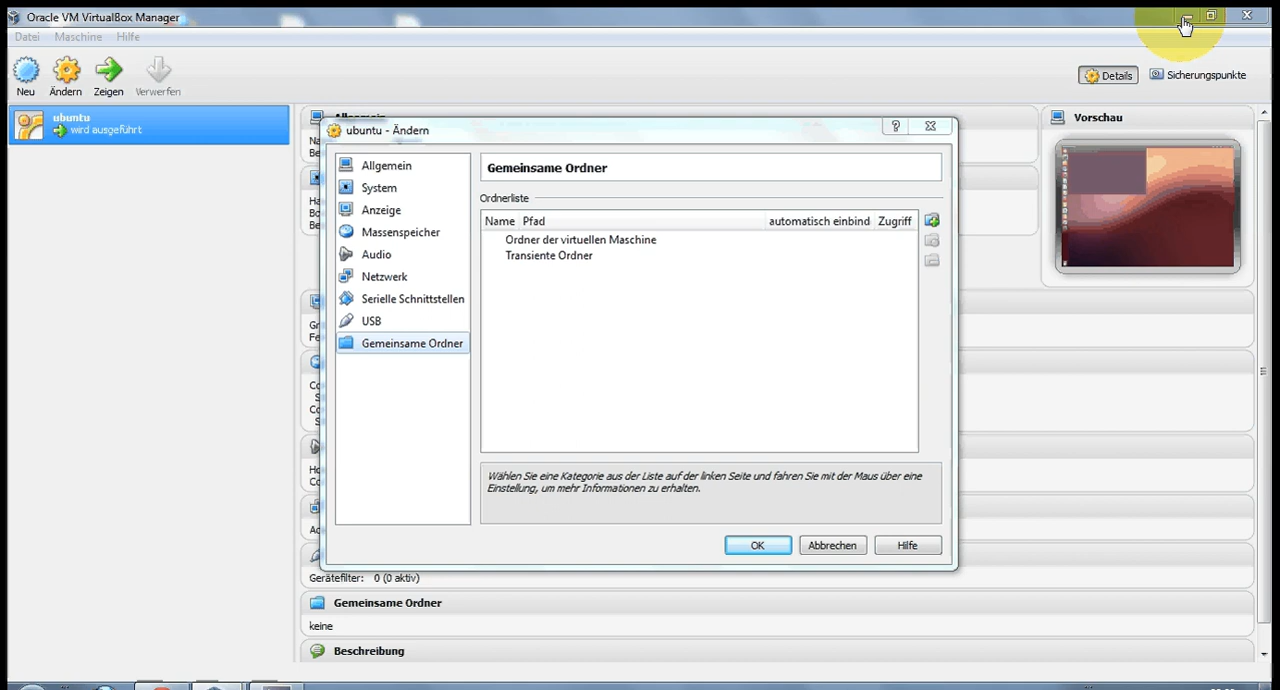 Oracle VM VirtualBox Manager
Datei Maschine Hilfe
Neu Ändern Zeigen Verwerfen
Details Sicherungspunkte
ubuntu
wird ausgeführt
Allgemein
Vorschau
ubuntu - Ändern
Allgemein
System
Anzeige
Massenspeicher
Audio
Netzwerk
Serielle Schnittstellen
USB
Gemeinsame Ordner
Gemeinsame Ordner
Ordnerliste
Name Pfad automatisch einbind Zugriff
Ordner der virtuellen Maschine
Transiente Ordner
Wählen Sie eine Kategorie aus der Liste auf der linken Seite und fahren Sie mit der Maus über eine
Einstellung, um mehr Informationen zu erhalten.
OK Abbrechen Hilfe
Gerätefilter: 0 (0 aktiv)
Gemeinsame Ordner
keine
Beschreibung